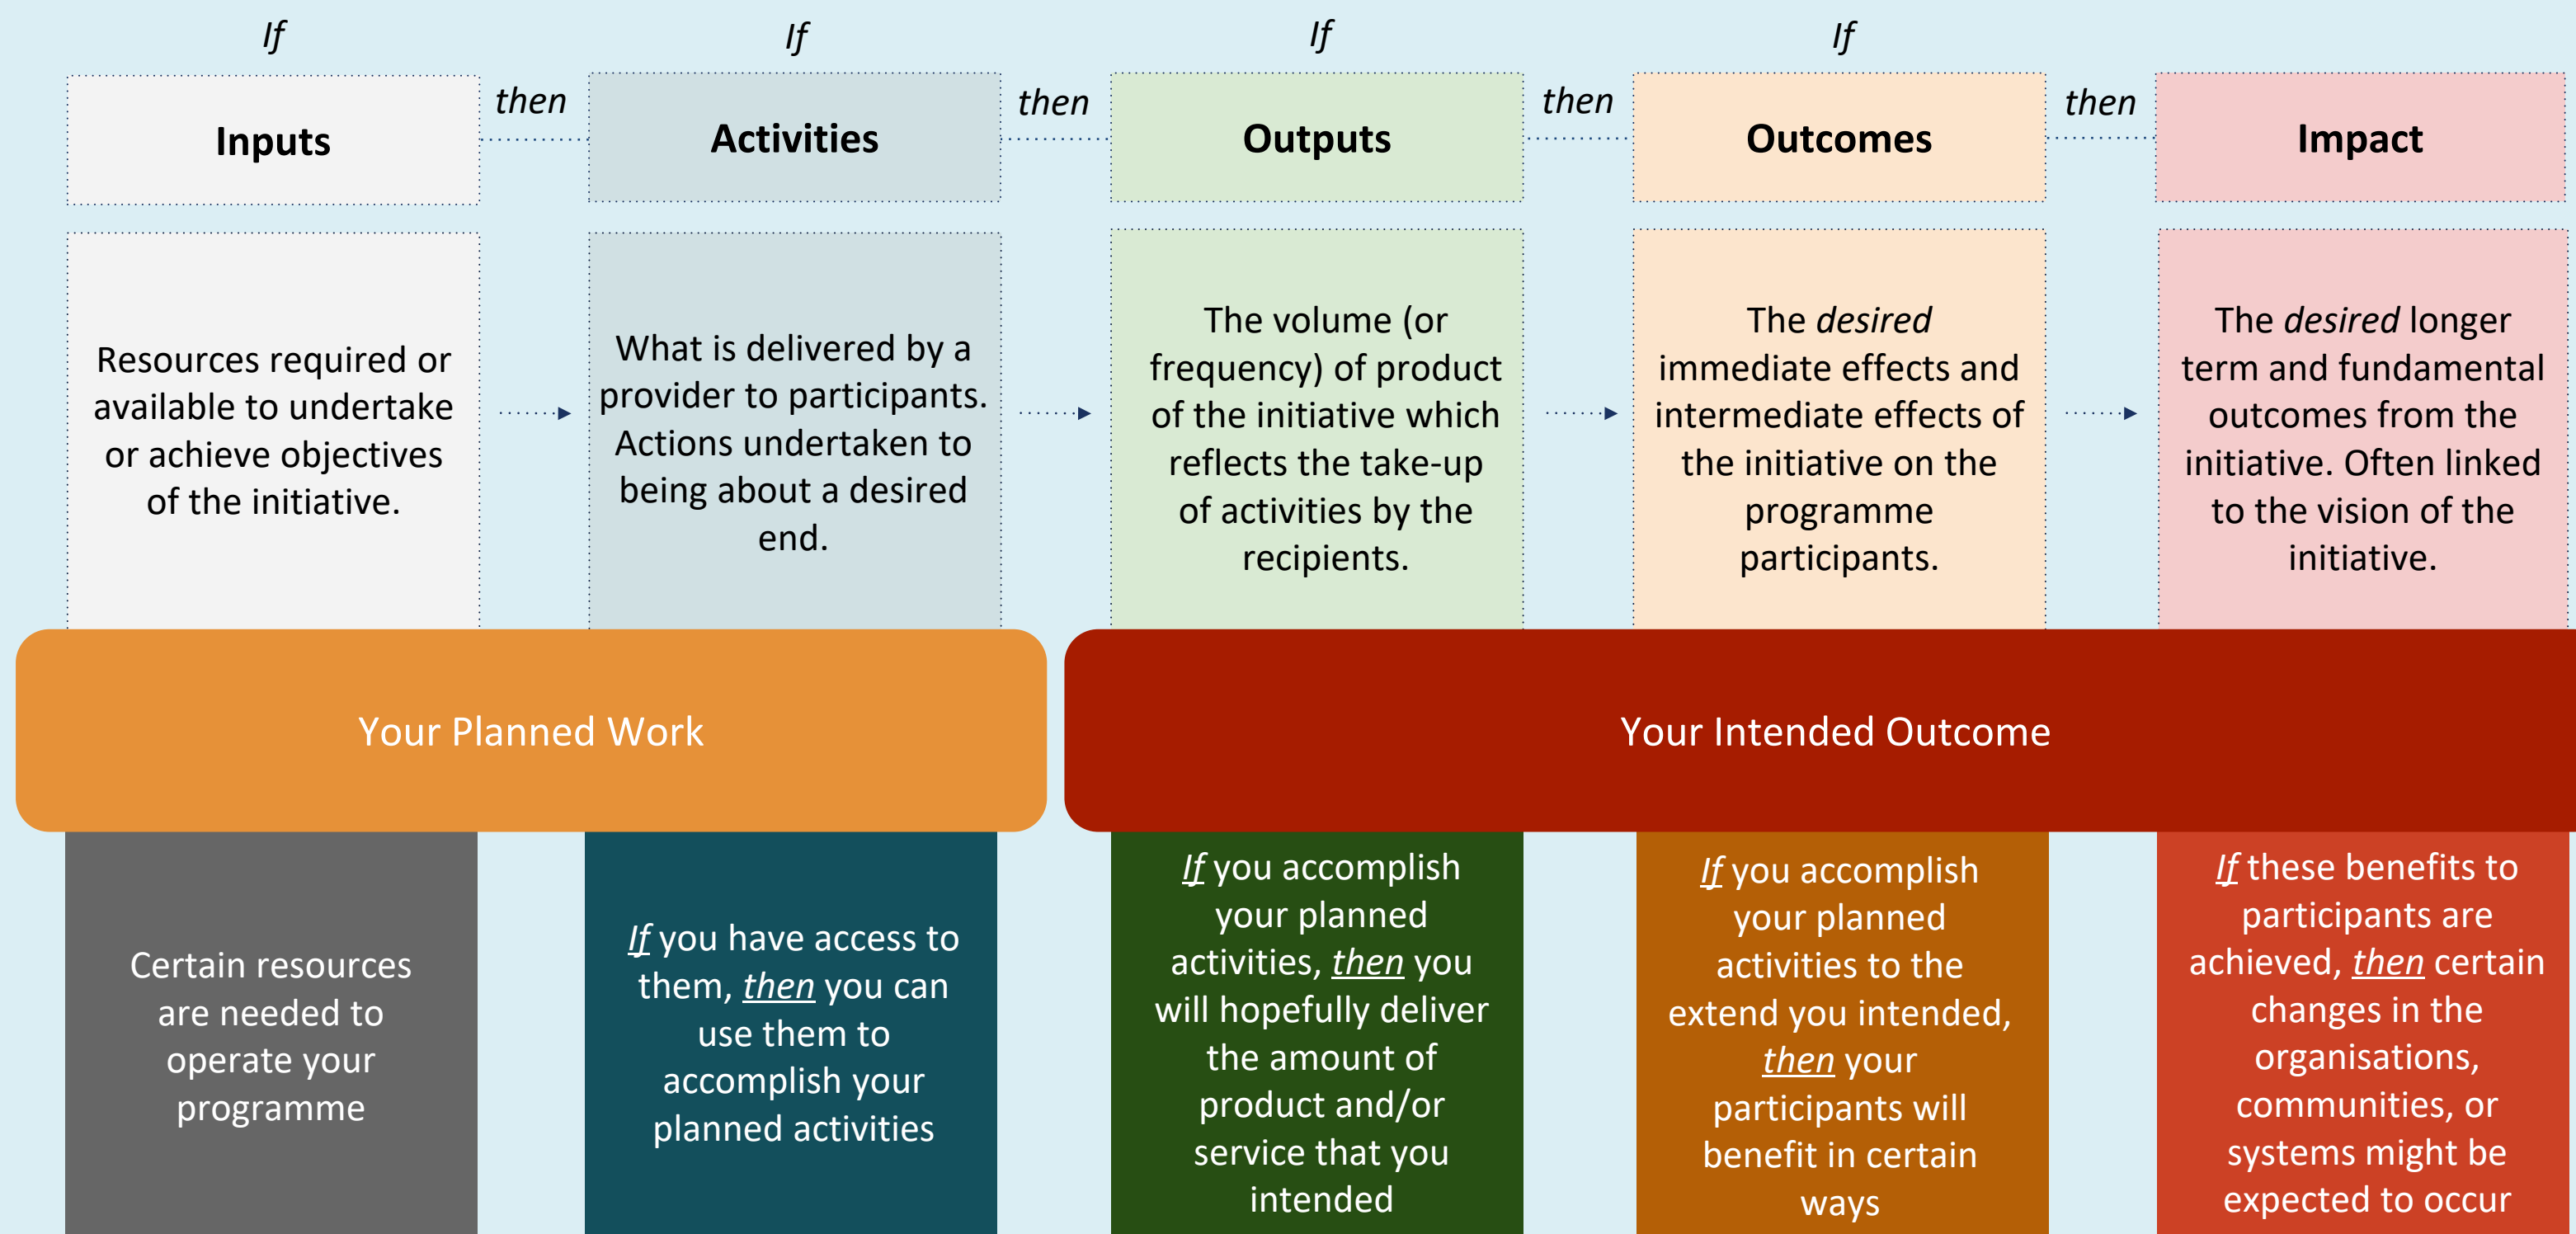 If
If
If
If
then
then
then
then
Inputs
Activities
Outputs
Outcomes
Impact
Resources required or
available to undertake
or achieve objectives
of the initiative.
What is delivered by a
provider to participants.
Actions undertaken to
being about a desired
end.
The volume (or
frequency) of product
of the initiative which
reflects the take-up
of activities by the
recipients.
The desired
immediate effects and
intermediate effects of
the initiative on the
programme
participants.
The desired longer
term and fundamental
outcomes from the
initiative. Often linked
to the vision of the
initiative.
Your Planned Work
Your Intended Outcome
Certain resources
are needed to
operate your
programme
If you have access to
them, then you can
use them to
accomplish your
planned activities
If you accomplish
your planned
activities, then you
will hopefully deliver
the amount of
product and/or
service that you
intended
If you accomplish
your planned
activities to the
extend you intended,
then your
participants will
benefit in certain
ways
If these benefits to
participants are
achieved, then certain
changes in the
organisations,
communities, or
systems might be
expected to occur